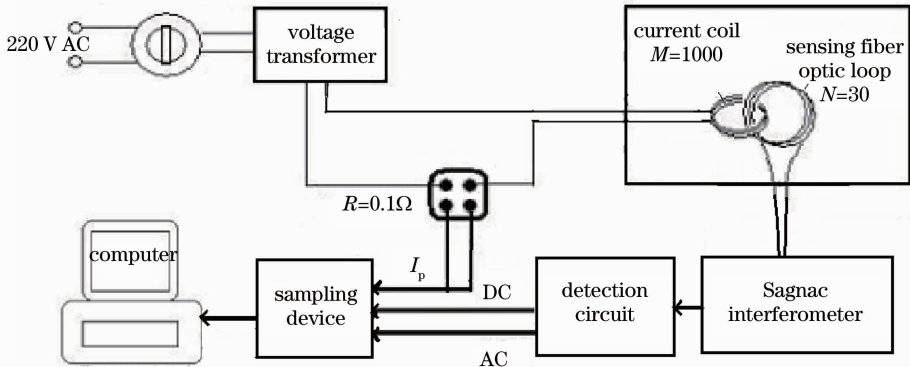 220 V AC
voltage
transformer
current coil
M=1000
sensing fiber
optic loop
N=30
R=0.1Ω
computer
Ip
sampling
device
DC
AC
detection
circuit
Sagnac
interferometer